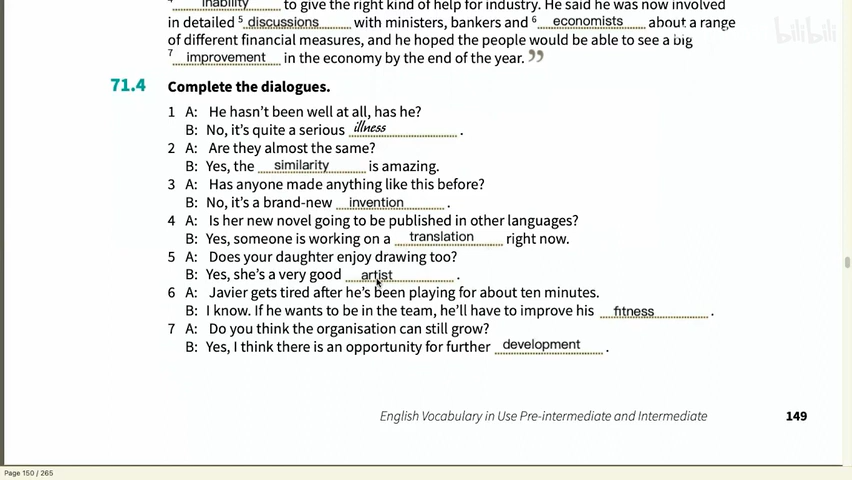 4 inability to give the right kind of help for industry. He said he was now involved
in detailed 5 discussions with ministers, bankers and 6 economists about a range
of different financial measures, and he hoped the people would be able to see a big
7 improvement in the economy by the end of the year.”
bilibili
71.4 Complete the dialogues.
1 A: He hasn't been well at all, has he?
B: No, it's quite a serious illness.
2 A: Are they almost the same?
B: Yes, the similarity is amazing.
3 A: Has anyone made anything like this before?
B: No, it's a brand-new invention.
4 A: Is her new novel going to be published in other languages?
B: Yes, someone is working on a translation right now.
5 A: Does your daughter enjoy drawing too?
B: Yes, she's a very good artist.
6 A: Javier gets tired after he's been playing for about ten minutes.
B: I know. If he wants to be in the team, he'll have to improve his fitness.
7 A: Do you think the organisation can still grow?
B: Yes, I think there is an opportunity for further development.
English Vocabulary in Use Pre-intermediate and Intermediate 149
Page 150 / 265